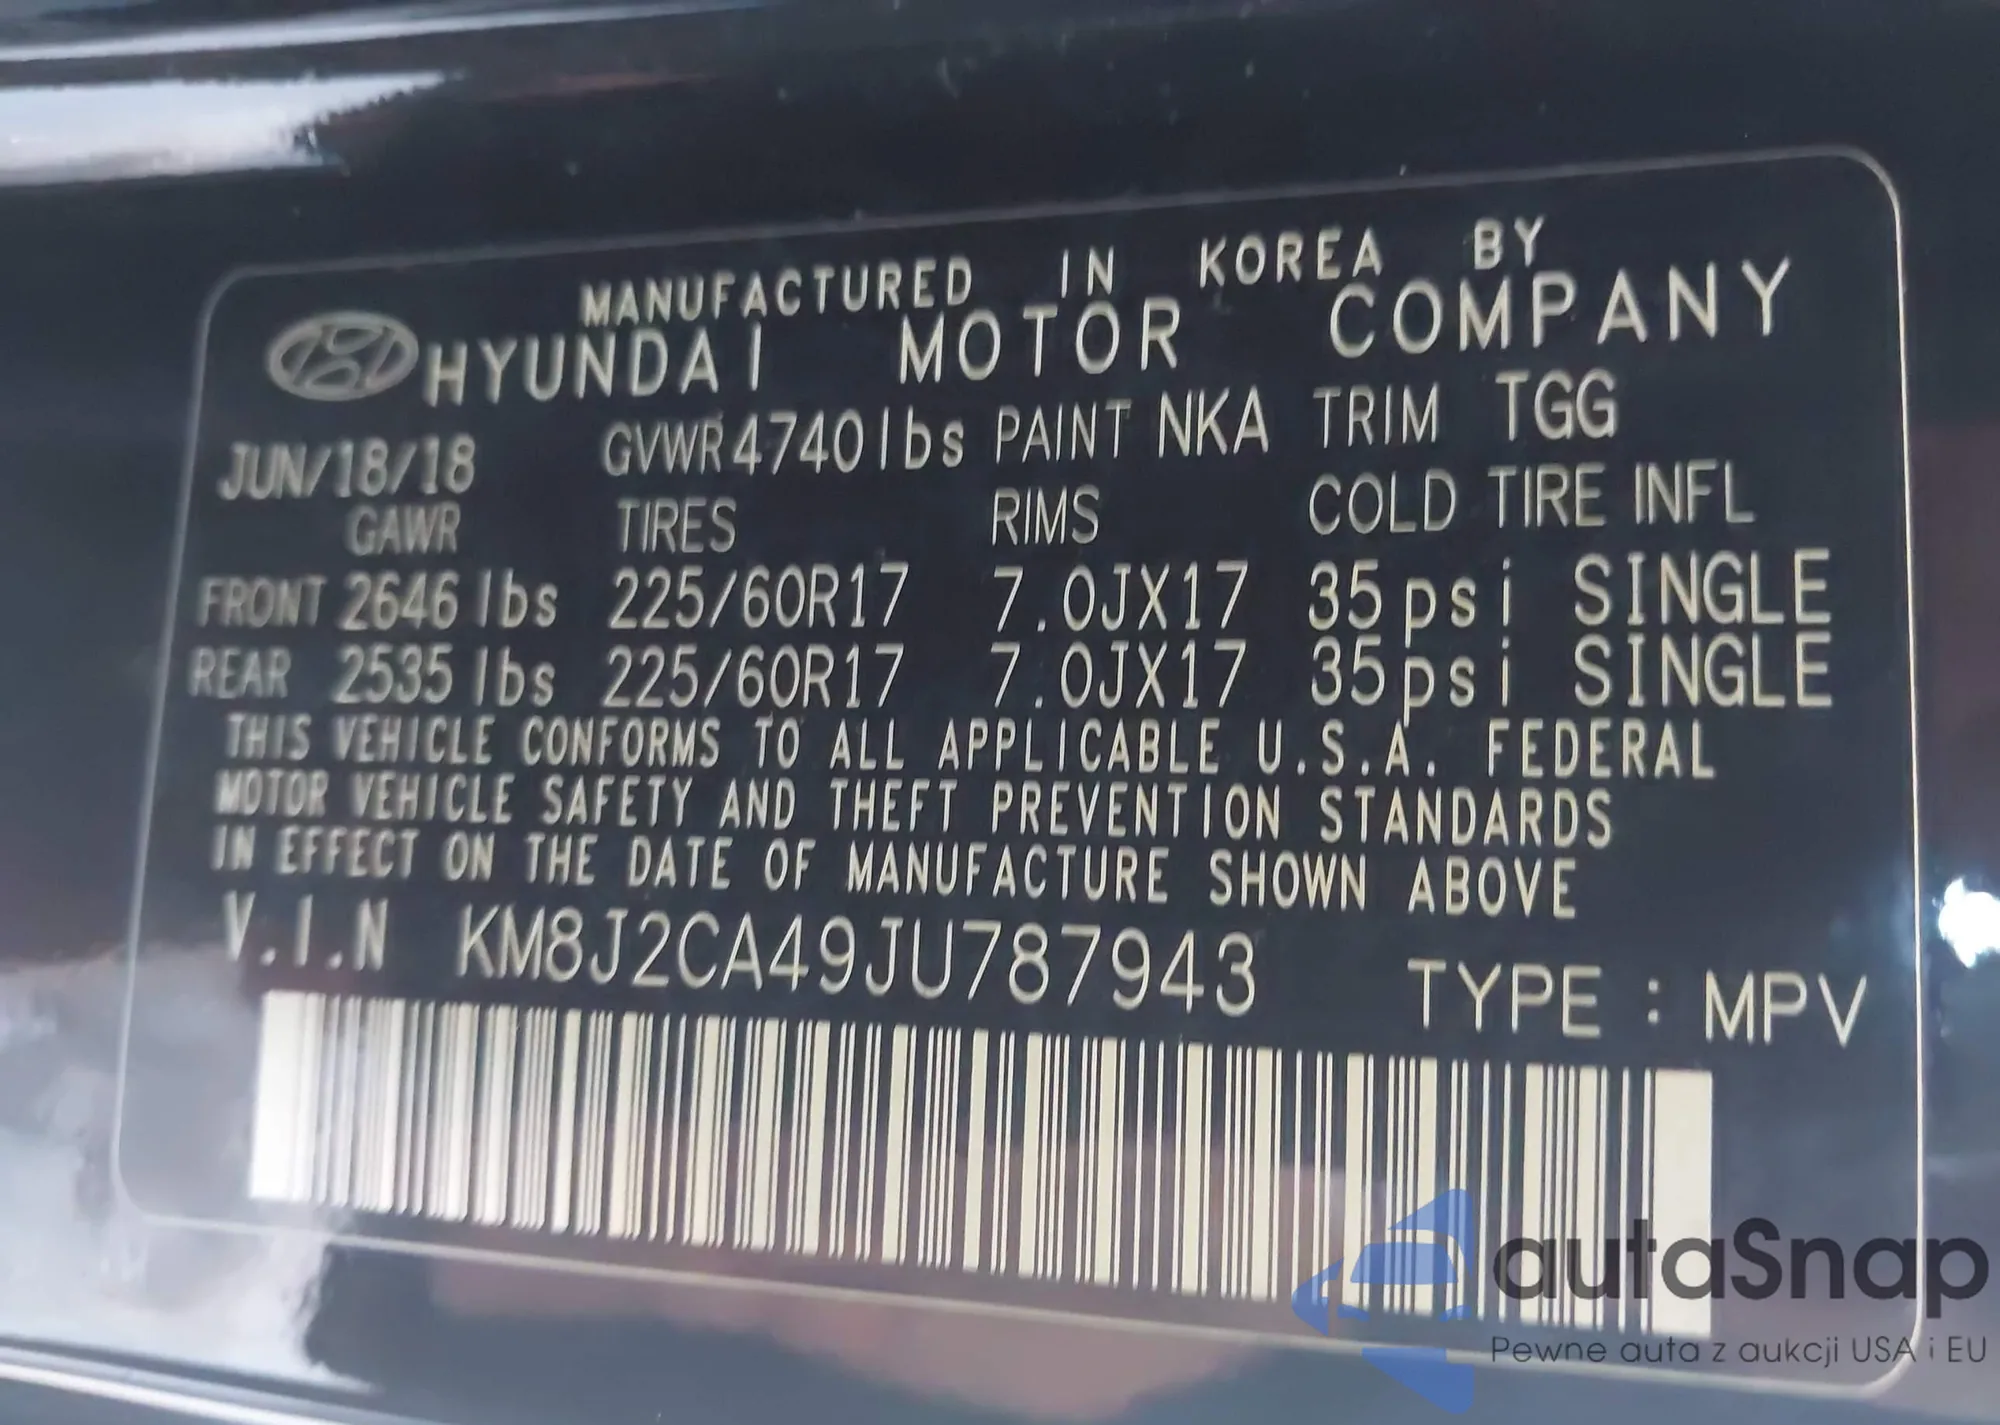 MANUFACTURED IN KOREA BY
HYUNDAI MOTOR COMPANY
JUN/18/18 GVWR 4740lbs PAINT NKA TRIM TGG
GAWR TIRES RIMS COLD TIRE INFL
FRONT 2646 lbs 225/60R17 7.0JX17 35psi SINGLE
REAR 2535 lbs 225/60R17 7.0JX17 35psi SINGLE
THIS VEHICLE CONFORMS TO ALL APPLICABLE U.S.A. FEDERAL
MOTOR VEHICLE SAFETY AND THEFT PREVENTION STANDARDS
IN EFFECT ON THE DATE OF MANUFACTURE SHOWN ABOVE
V.I.N KM8J2CA49JU787943
TYPE : MPV
autaSnap
Pewne auta z aukcji USA i EU